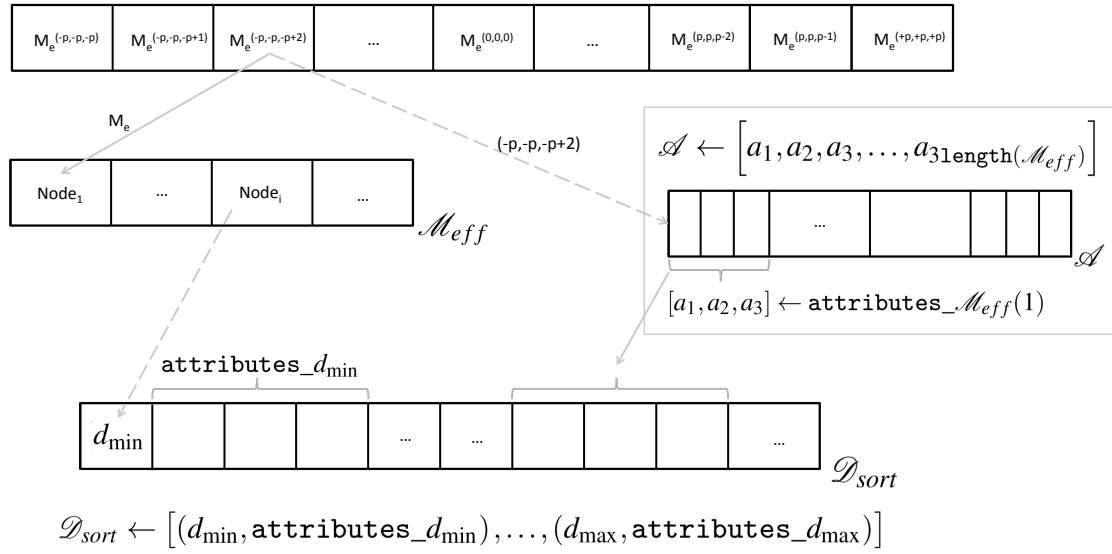 M_e^(-p,-p,-p) M_e^(-p,-p,-p+1) M_e^(-p,-p,-p+2) ... M_e^(0,0,0) ... M_e^(p,p,p-2) M_e^(p,p,p-1) M_e^(+p,+p,+p)
M_e
(-p,-p,-p+2)
𝒜 ← [a_1, a_2, a_3, ..., a_3length(ℳ_eff)]
Node_1 ... Node_i ...
ℳ_eff
...
𝒜
[a_1, a_2, a_3] ← attributes_ℳ_eff(1)
attributes_d_min
d_min ... ... ...
𝒟_sort
𝒟_sort ← [(d_min, attributes_d_min), ..., (d_max, attributes_d_max)]